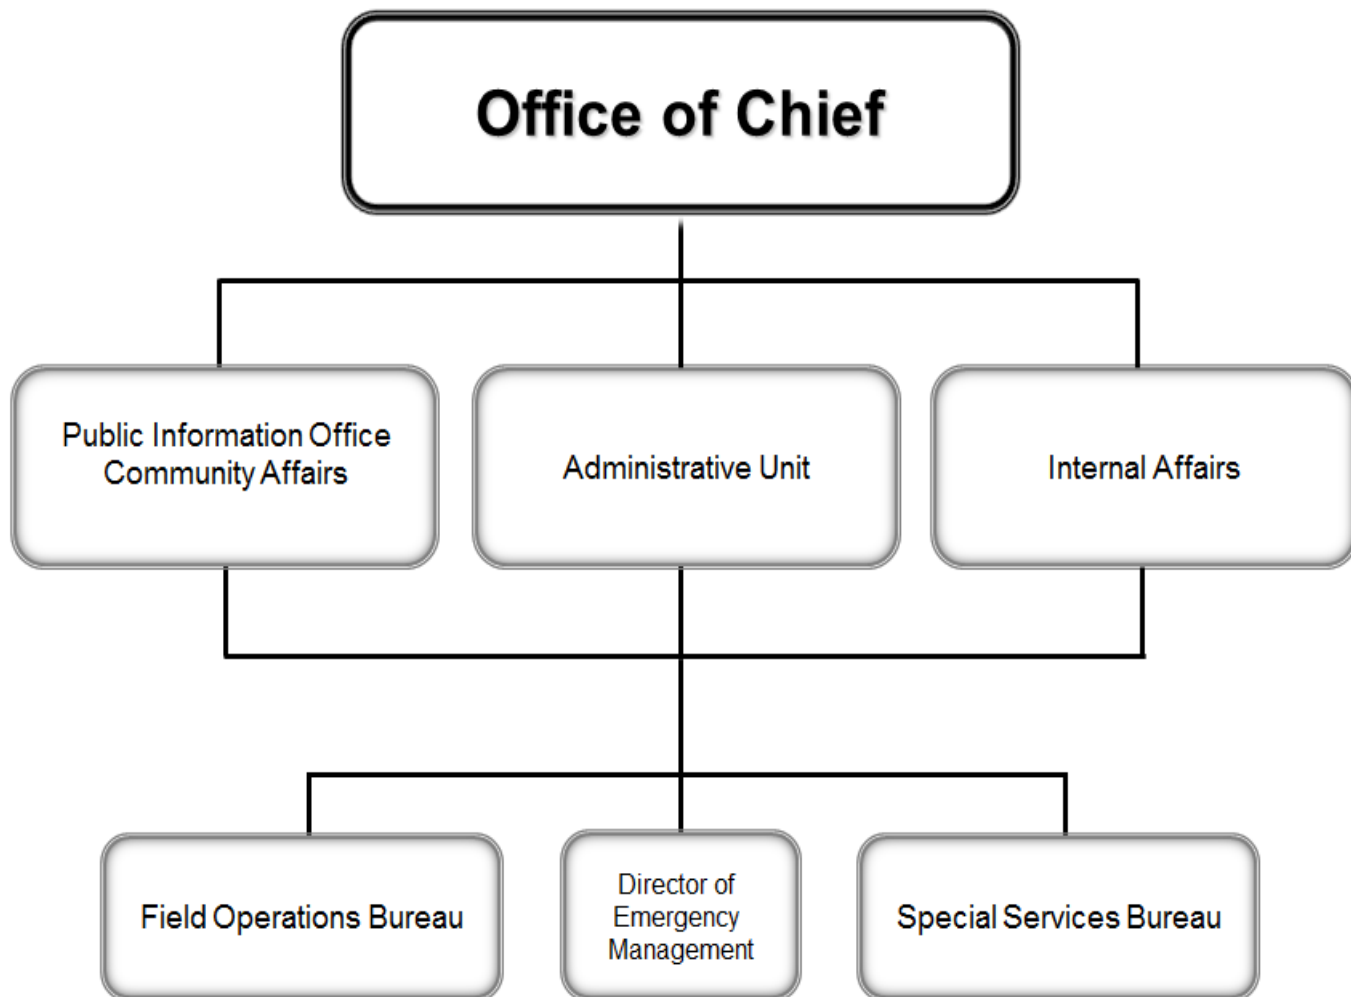 Office of Chief
Public Information Office
Community Affairs
Administrative Unit
Internal Affairs
Field Operations Bureau
Director of
Emergency
Management
Special Services Bureau